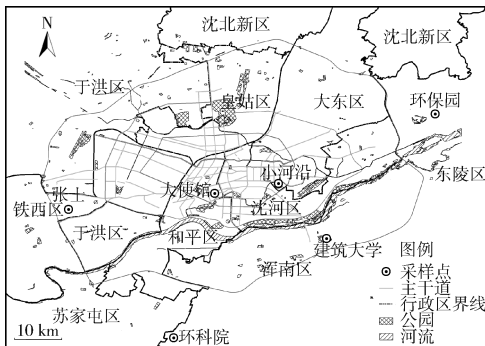 N
沈北新区
沈北新区
于洪区
皇姑区
大东区
环保园
小河沿
东陵区
张士
大使馆
铁西区
沈河区
于洪区
和平区
建筑大学
浑南区
苏家屯区
环科院
10 km
图例
采样点
主干道
行政区界线
公园
河流